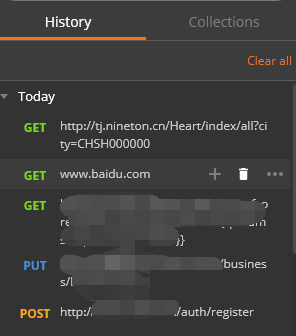 History Collections
Clear all
Today
GET http://tj.nineton.cn/Heart/index/all?ci
ty=CHSH000000
GET www.baidu.com
GET
}}
PUT /busines
s/
POST http:/ /auth/register